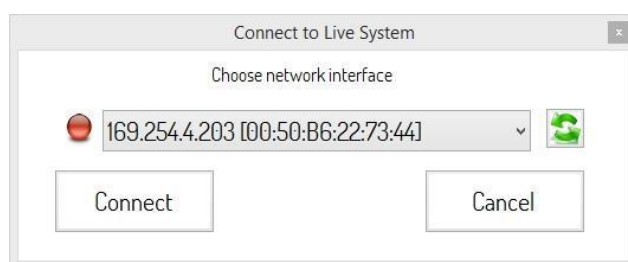 Connect to Live System
x
Choose network interface
169.254.4.203 [00:50:B6:22:73:44]
Connect Cancel